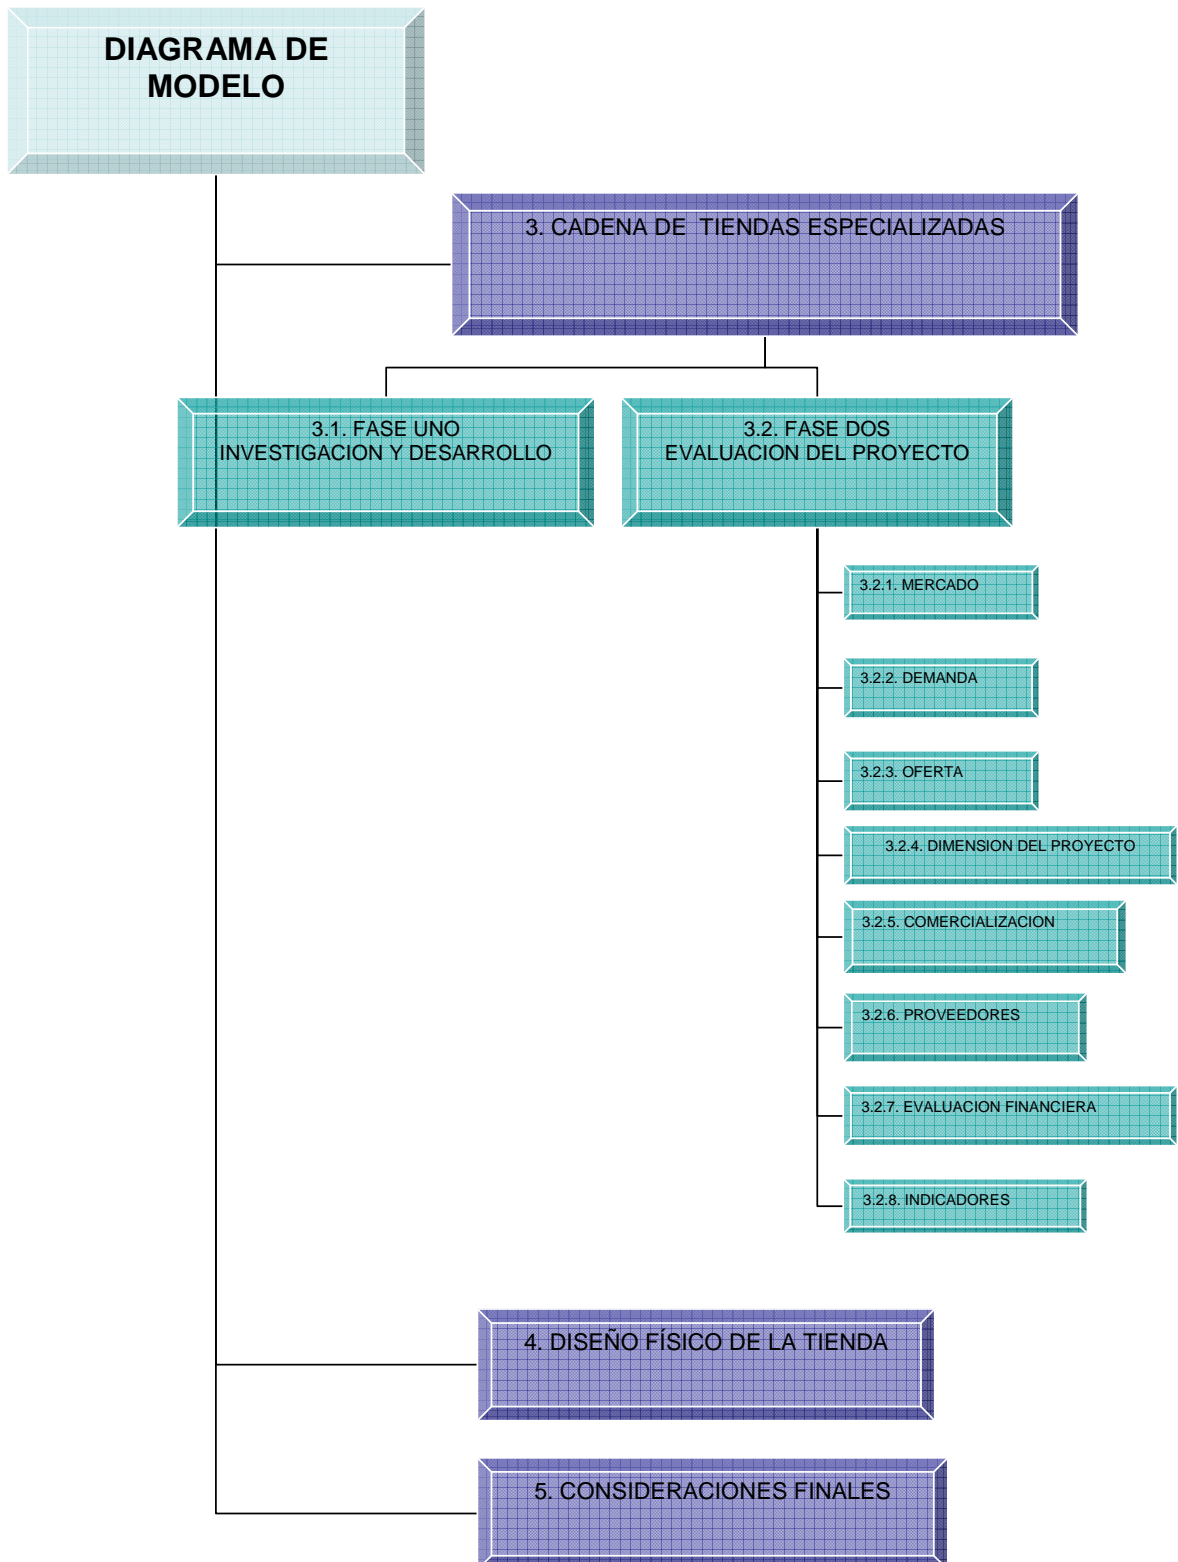 DIAGRAMA DE
MODELO
3. CADENA DE TIENDAS ESPECIALIZADAS
3.1. FASE UNO
INVESTIGACION Y DESARROLLO
3.2. FASE DOS
EVALUACION DEL PROYECTO
3.2.1. MERCADO
3.2.2. DEMANDA
3.2.3. OFERTA
3.2.4. DIMENSION DEL PROYECTO
3.2.5. COMERCIALIZACION
3.2.6. PROVEEDORES
3.2.7. EVALUACION FINANCIERA
3.2.8. INDICADORES
4. DISEÑO FÍSICO DE LA TIENDA
5. CONSIDERACIONES FINALES